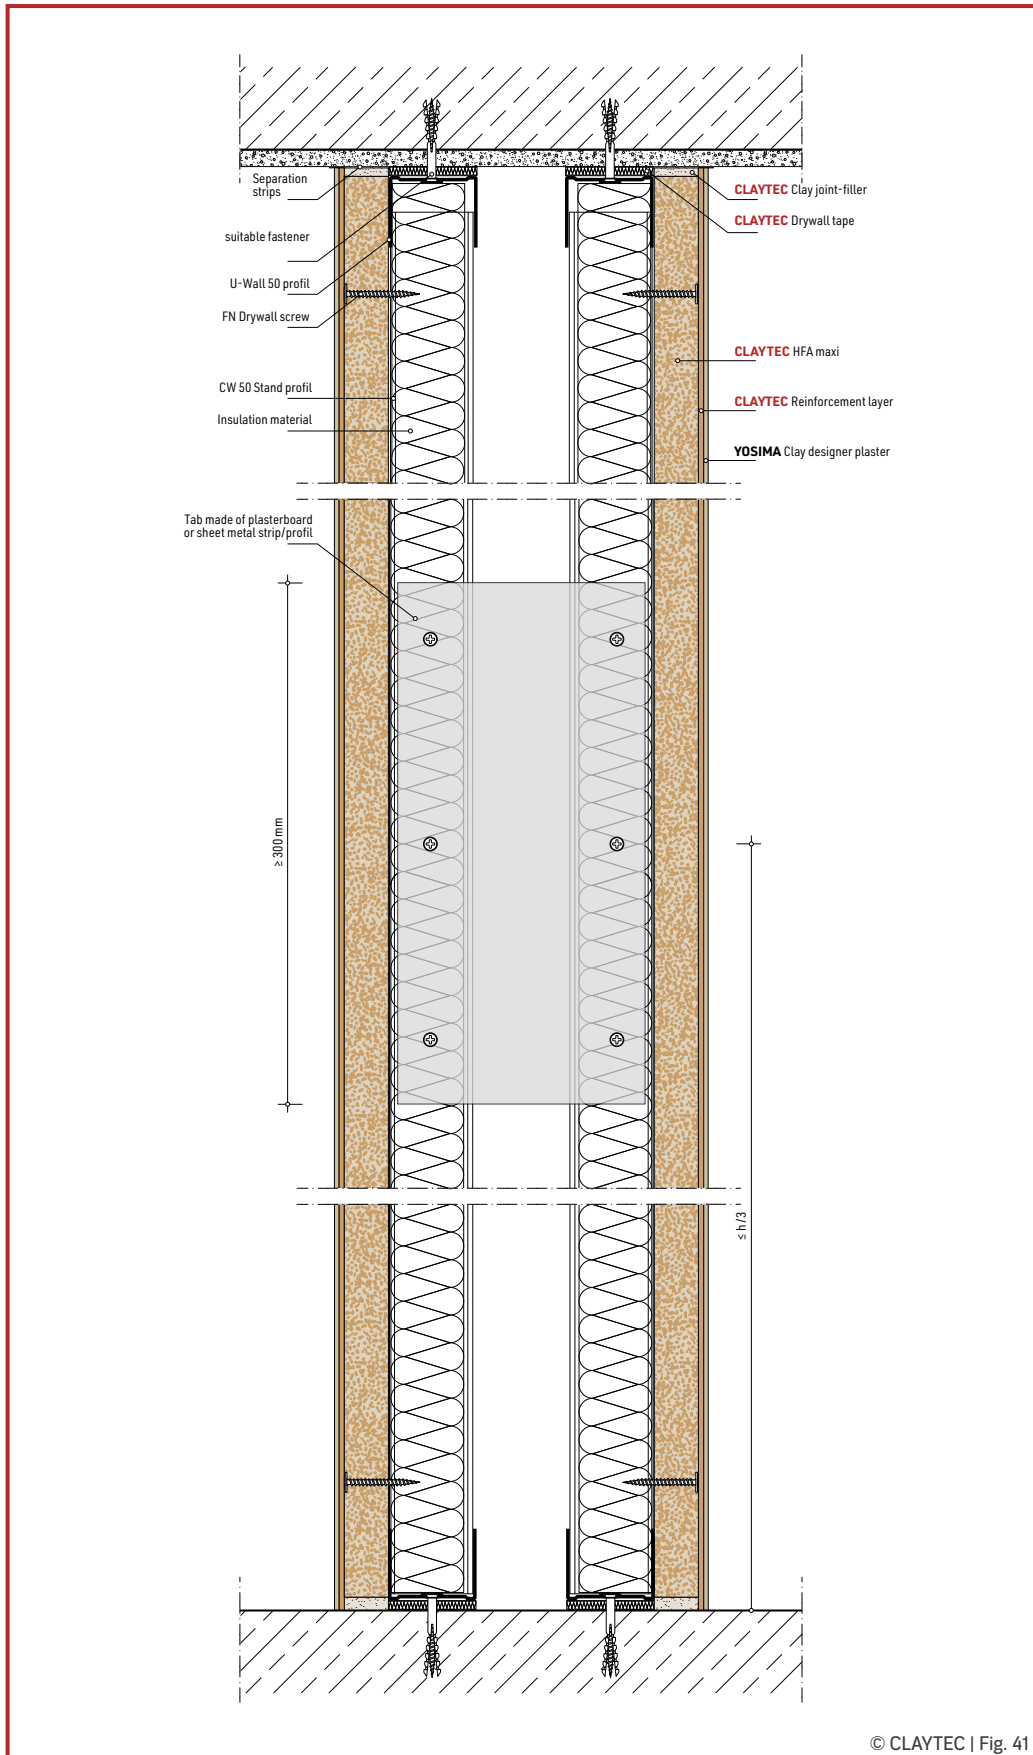 Separation
strips
suitable fastener
U-Wall 50 profil
FN Drywall screw
CW 50 Stand profil
Insulation material
Tab made of plasterboard
or sheet metal strip/profil
≥ 300 mm
CLAYTEC Clay joint-filler
CLAYTEC Drywall tape
CLAYTEC HFA maxi
CLAYTEC Reinforcement layer
YOSIMA Clay designer plaster
≤ h/3
© CLAYTEC | Fig. 41